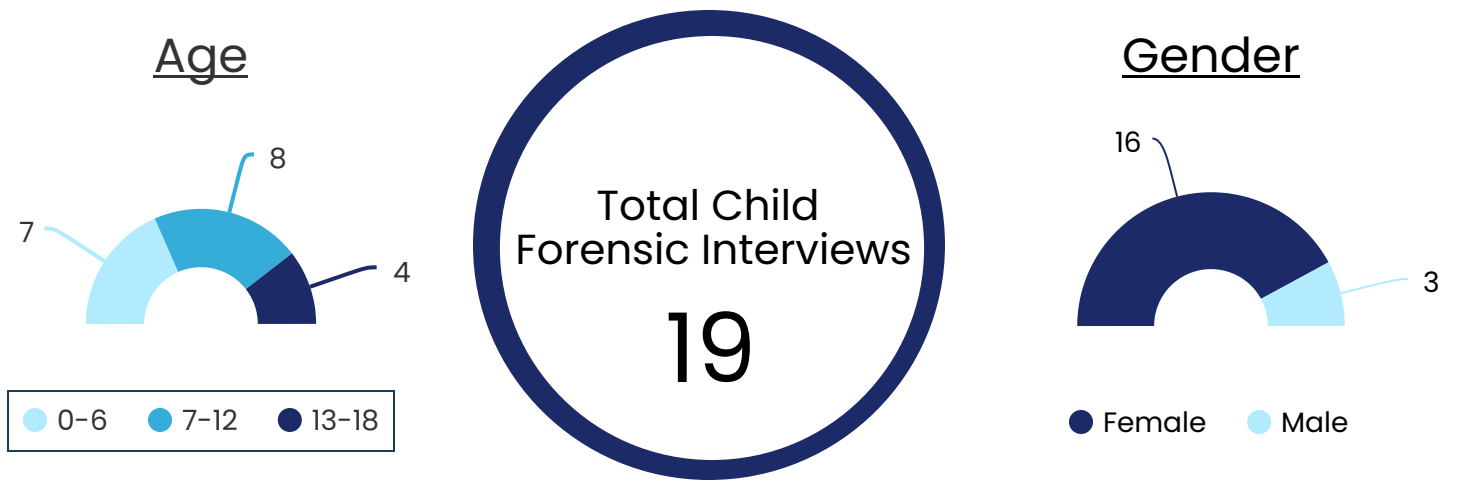 Age
8
7
4
0-6
7-12
13-18
Total Child
Forensic Interviews
19
Gender
16
3
Female
Male